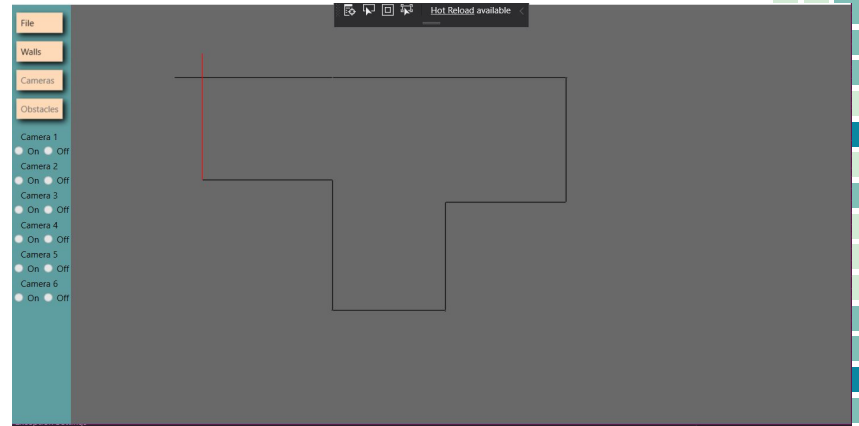 Hot Reload available
File
Walls
Cameras
Obstacles
Camera 1
On Off
Camera 2
On Off
Camera 3
On Off
Camera 4
On Off
Camera 5
On Off
Camera 6
On Off